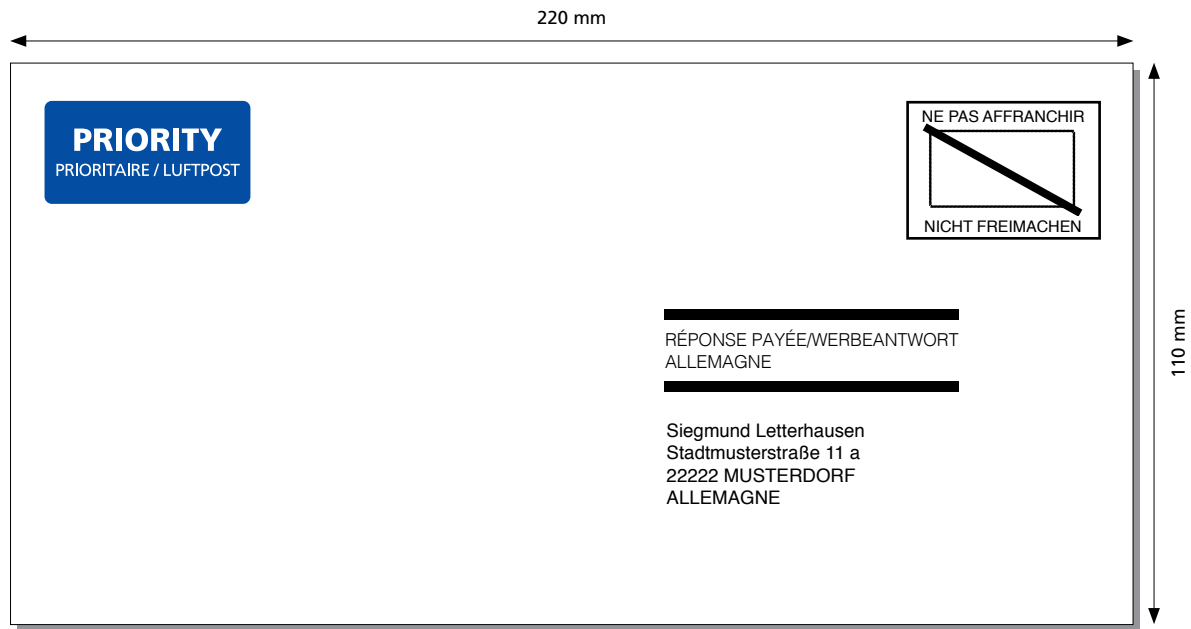 220 mm
PRIORITY
PRIORITAIRE / LUFTPOST
NE PAS AFFRANCHIR
NICHT FREIMACHEN
110 mm
RÉPONSE PAYÉE/WERBEANTWORT
ALLEMAGNE
Siegmund Letterhausen
Stadtmusterstraße 11 a
22222 MUSTERDORF
ALLEMAGNE